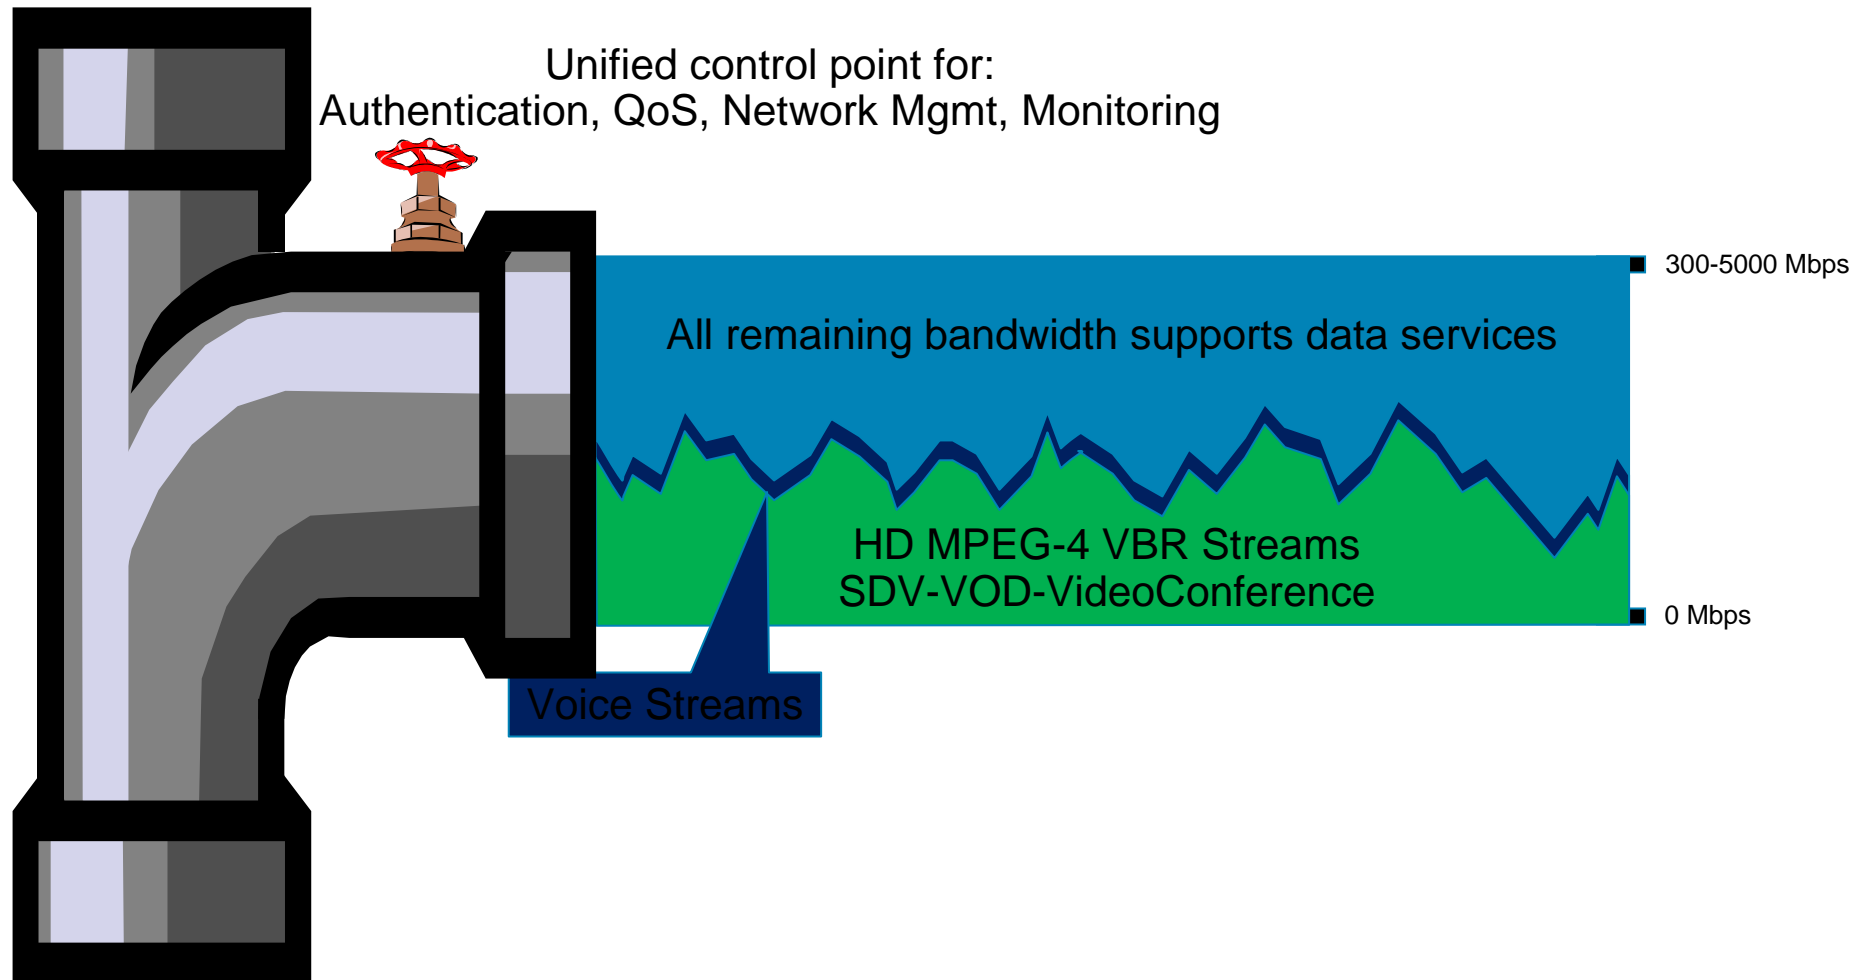 Unified control point for:
Authentication, QoS, Network Mgmt, Monitoring
300-5000 Mbps
All remaining bandwidth supports data services
HD MPEG-4 VBR Streams
SDV-VOD-VideoConference
0 Mbps
Voice Streams